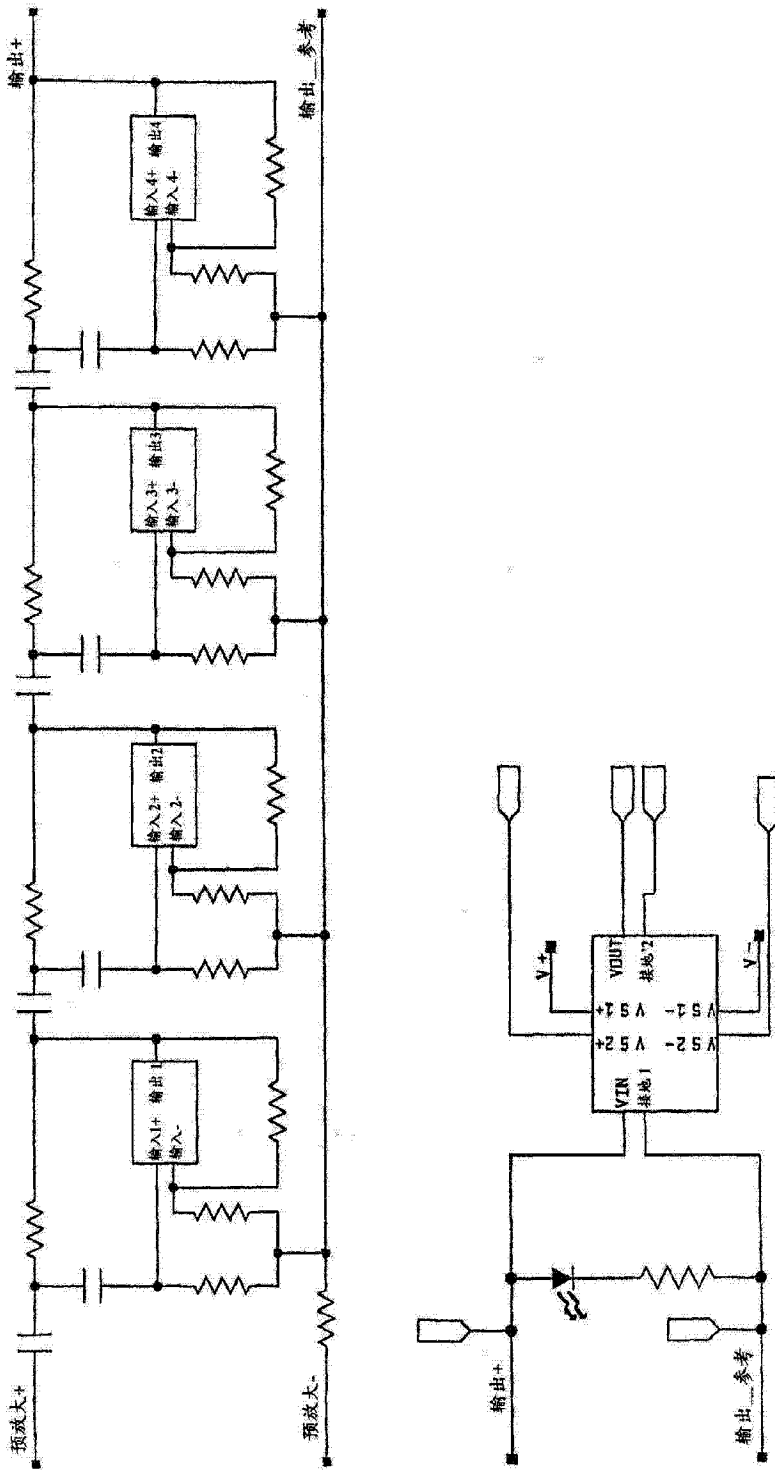 预放大+
输入1+ 输出1
输入-
输入2+ 输出2
输入2-
输入3+ 输出3
输入3-
输入4+ 输出4
输入4-
输出+
预放大-
输出__参考
输出+
输出__参考
VIN
接地1
VS2+
VS1+
VS2-
VS1-
VOUT
接地2
V+
V-